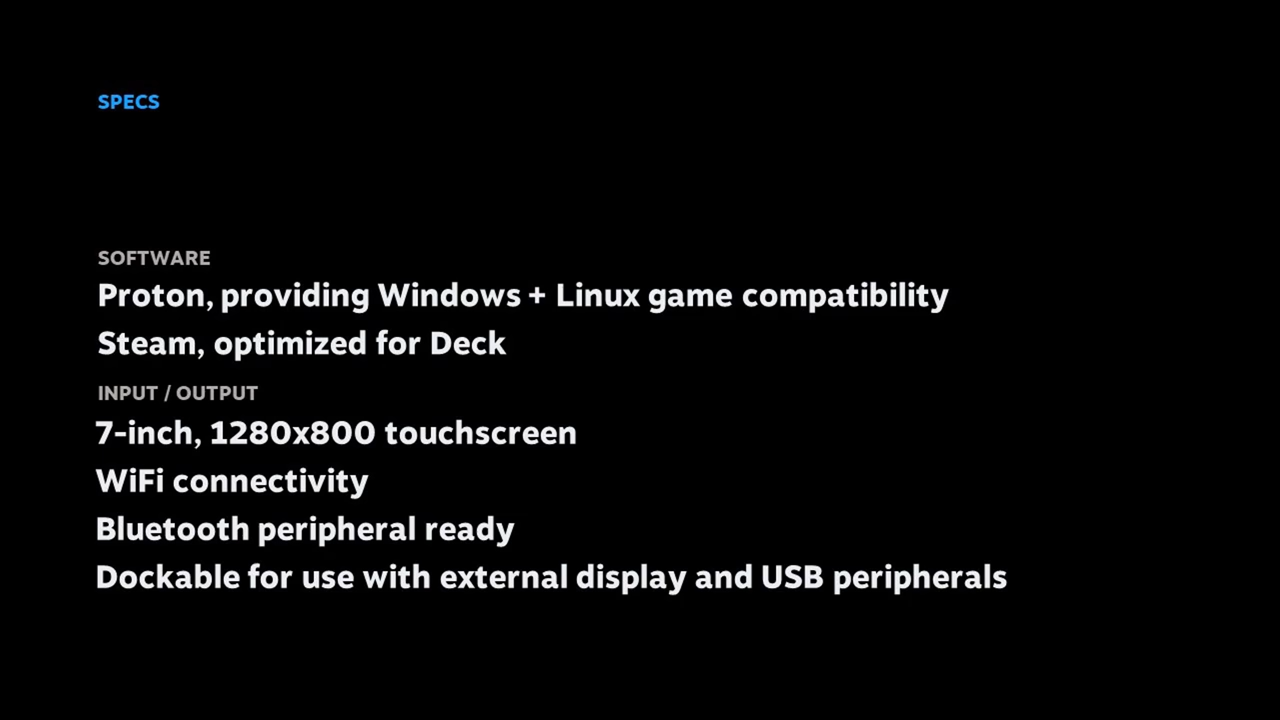 SPECS
SOFTWARE
Proton, providing Windows + Linux game compatibility
Steam, optimized for Deck
INPUT / OUTPUT
7-inch, 1280x800 touchscreen
WiFi connectivity
Bluetooth peripheral ready
Dockable for use with external display and USB peripherals